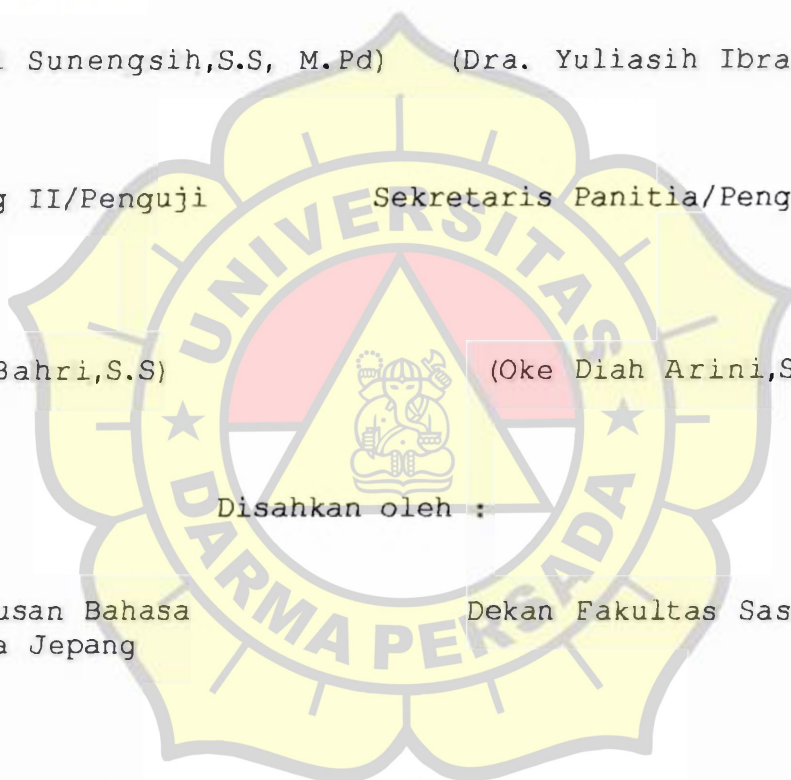 Sunengsih,S.S, M.Pd) (Dra. Yuliasih Ibra
g II/Penguji Sekretaris Panitia/Peng
Bahri,S.S) (Oke Diah Arini,S
Disahkan oleh :
usan Bahasa Dekan Fakultas Sas
a Jepang
UNIVERSITAS
DARMA PERSADA